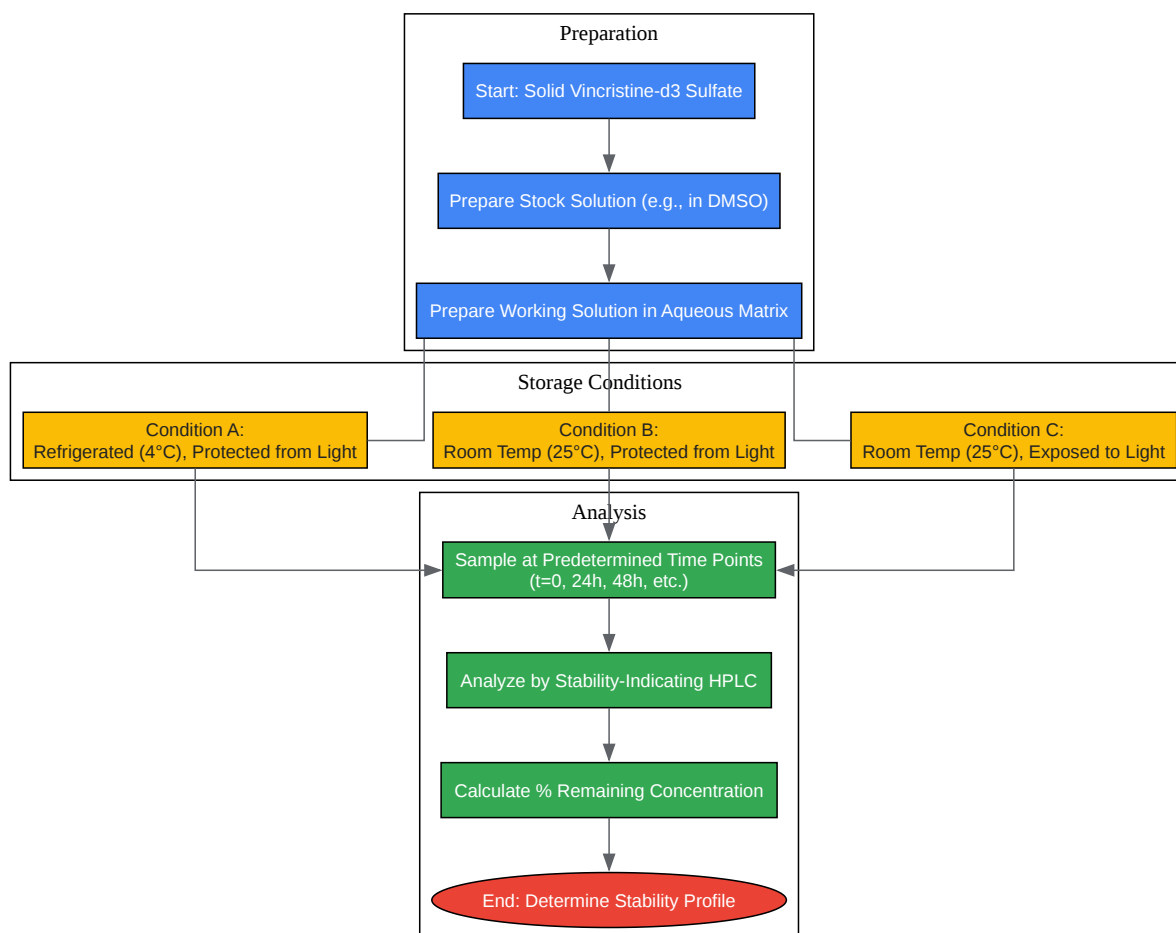 Preparation
Start: Solid Vincristine-d3 Sulfate
Prepare Stock Solution (e.g., in DMSO)
Prepare Working Solution in Aqueous Matrix
Storage Conditions
Condition A:
Refrigerated (4°C), Protected from Light
Condition B:
Room Temp (25°C), Protected from Light
Condition C:
Room Temp (25°C), Exposed to Light
Analysis
Sample at Predetermined Time Points
(t=0, 24h, 48h, etc.)
Analyze by Stability-Indicating HPLC
Calculate % Remaining Concentration
End: Determine Stability Profile